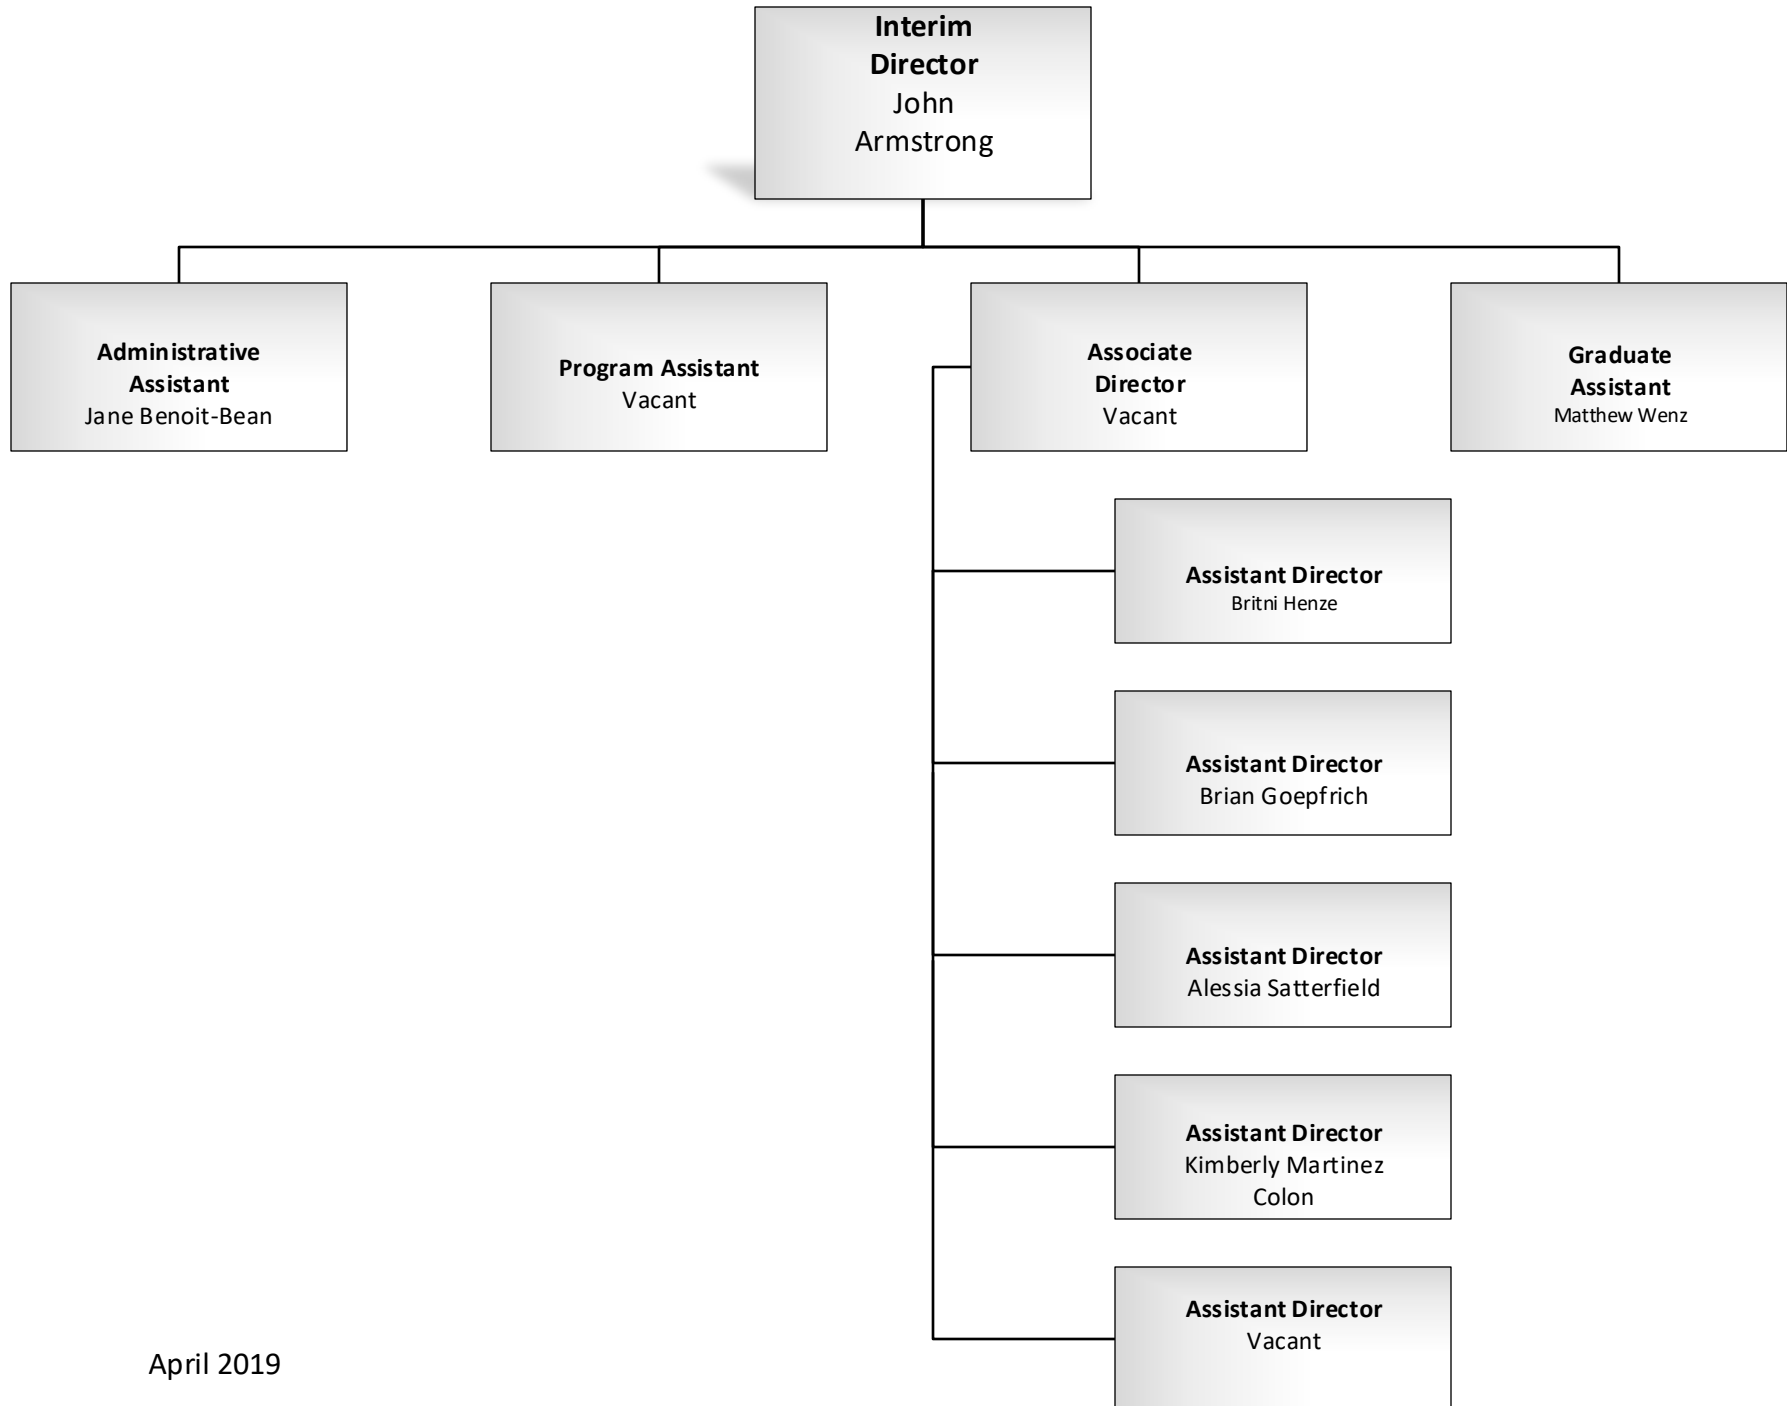 Interim
Director
John
Armstrong
Administrative
Assistant
Jane Benoit-Bean
Program Assistant
Vacant
Associate
Director
Vacant
Graduate
Assistant
Matthew Wenz
Assistant Director
Britni Henze
Assistant Director
Brian Goepfrich
Assistant Director
Alessia Satterfield
Assistant Director
Kimberly Martinez
Colon
Assistant Director
Vacant
April 2019